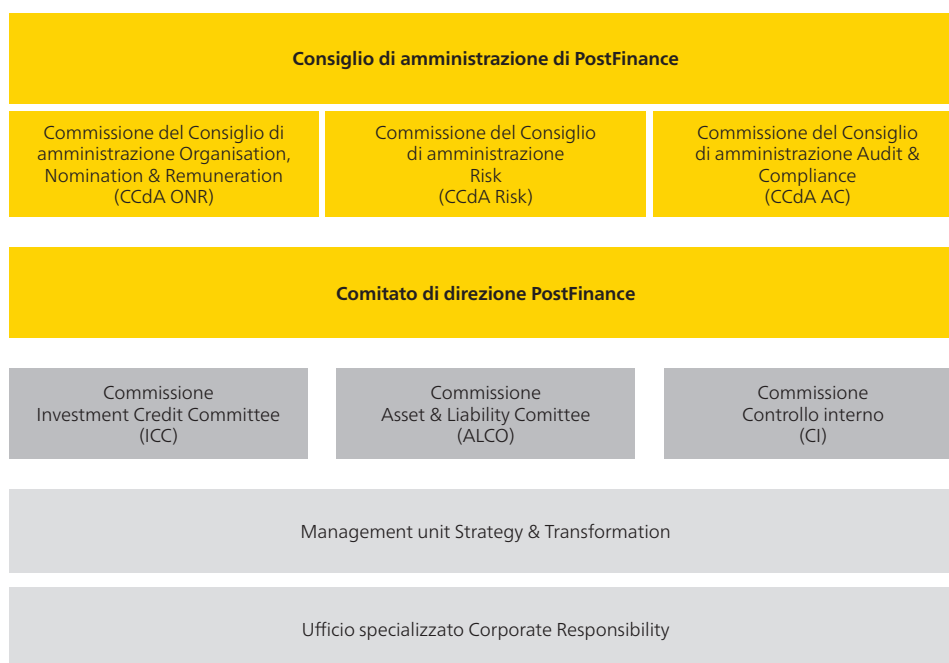 Consiglio di amministrazione di PostFinance
Commissione del Consiglio di
amministrazione Organisation,
Nomination & Remuneration
(CCdA ONR)
Commissione del Consiglio
di amministrazione
Risk
(CCdA Risk)
Commissione del Consiglio
di amministrazione Audit &
Compliance
(CCdA AC)
Comitato di direzione PostFinance
Commissione
Investment Credit Committee
(ICC)
Commissione
Asset & Liability Comittee
(ALCO)
Commissione
Controllo interno
(CI)
Management unit Strategy & Transformation
Ufficio specializzato Corporate Responsibility